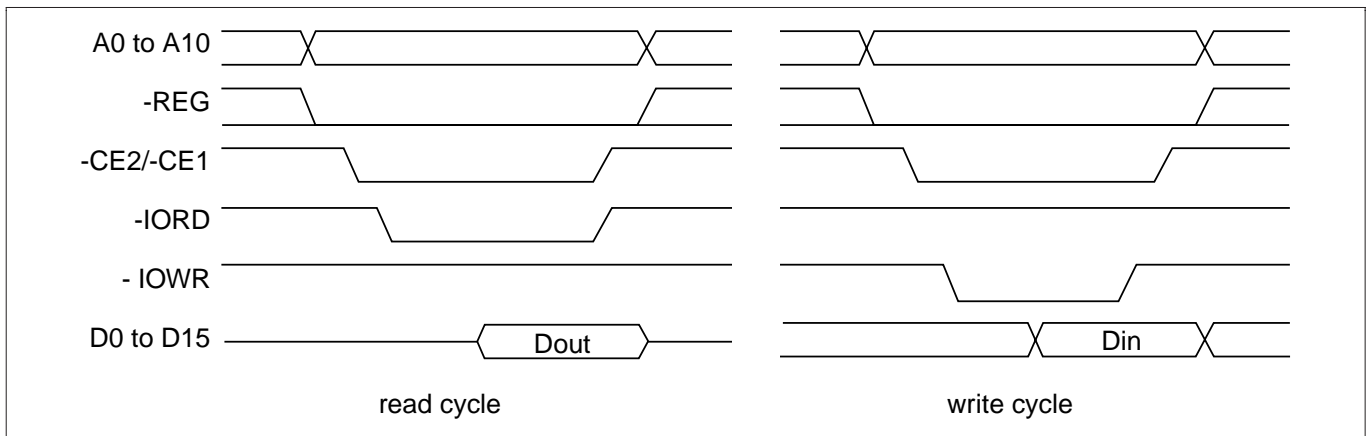 A0 to A10
-REG
-CE2/-CE1
-IORD
- IOWR
D0 to D15
Dout
Din
read cycle
write cycle